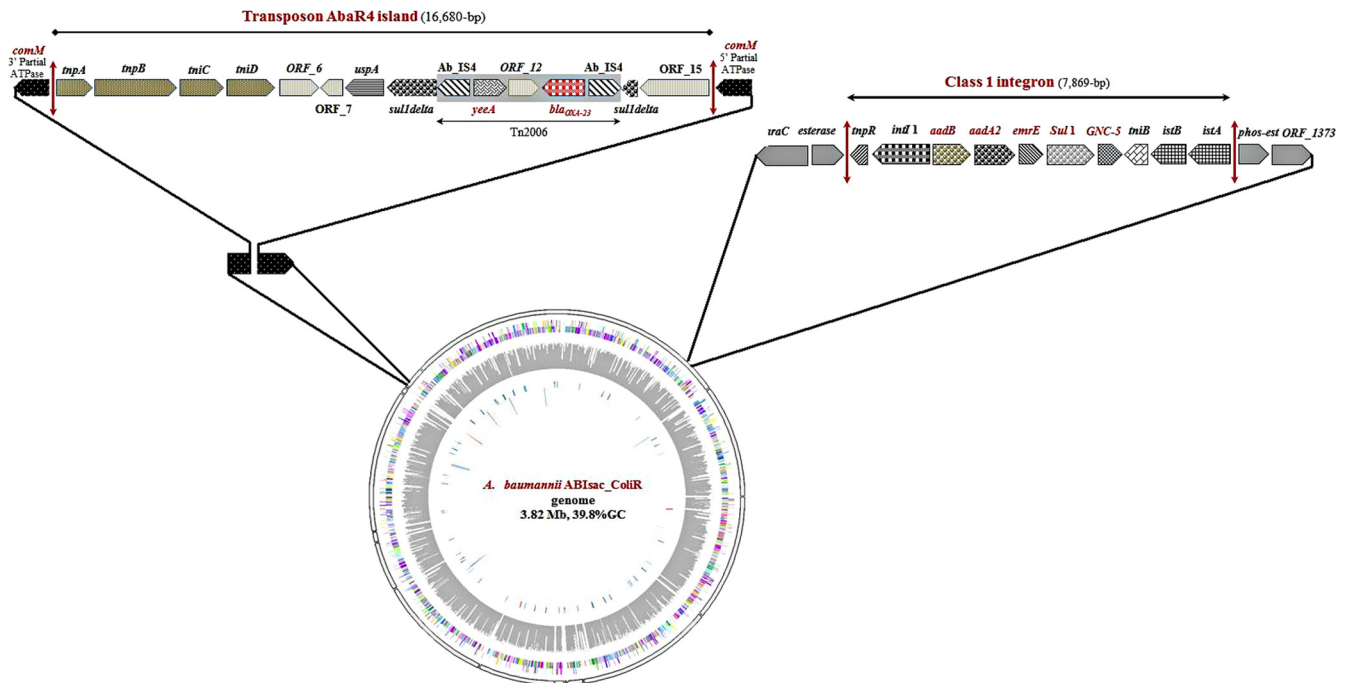 Transposon AbaR4 island (16,680-bp)
comM
3' Partial
ATPase
tnpA
tnpB
tniC
tniD
ORF_6
ORF_7
uspA
sul1delta
Ab_IS4
yeeA
ORF_12
blaOXA-23
Ab_IS4
sul1delta
ORF_15
comM
5' Partial
ATPase
Tn2006
Class 1 integron (7,869-bp)
uraC
esterase
tnpR
intI 1
aadB
aadA2
emrE
Sul 1
GNC-5
tniB
istB
istA
phos-est
ORF_1373
A. baumannii ABIsac_ColiR
genome
3.82 Mb, 39.8%GC